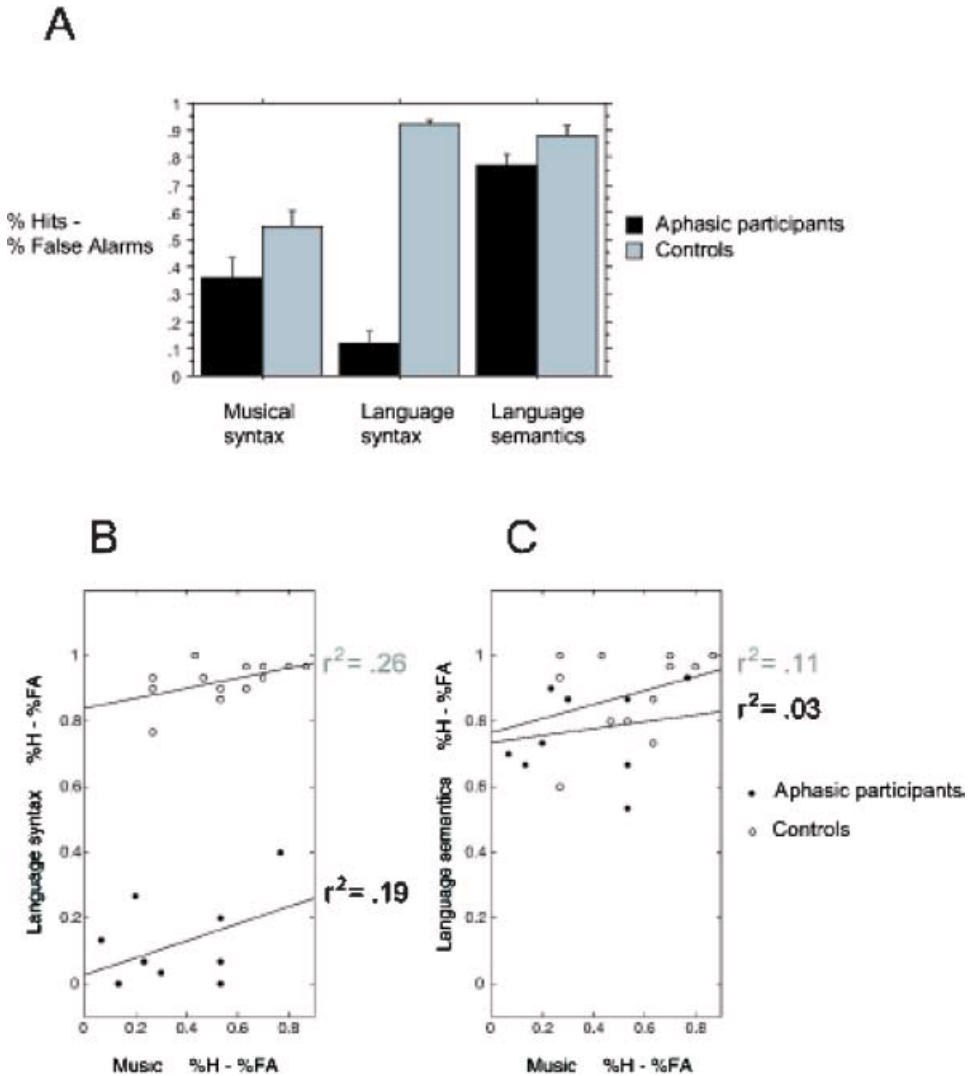 A
1
.9
.8
.7
.6
.5
.4
.3
.2
.1
0
% Hits -
% False Alarms
Aphasic participants
Controls
Musical
syntax
Language
syntax
Language
semantics
B
Language syntax %H - %FA
1
0.8
0.6
0.4
0.2
0
r² = .26
r² = .19
0 0.2 0.4 0.6 0.8
Music %H - %FA
C
Language semantics %H - %FA
1
0.8
0.6
0.4
0.2
0
r² = .11
r² = .03
Aphasic participants.
Controls
0 0.2 0.4 0.6 0.8
Music %H - %FA